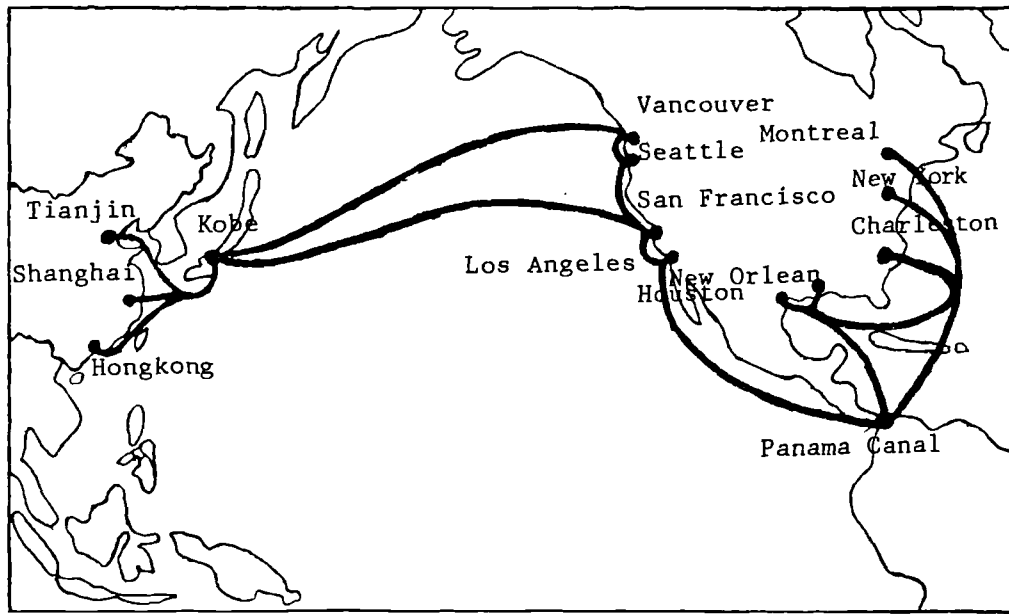 Vancouver
Montreal
Seattle
New York
San Francisco
Tianjin
Kobe
Charleston
Shanghai
Los Angeles
New Orlean
Houston
Hongkong
Panama Canal